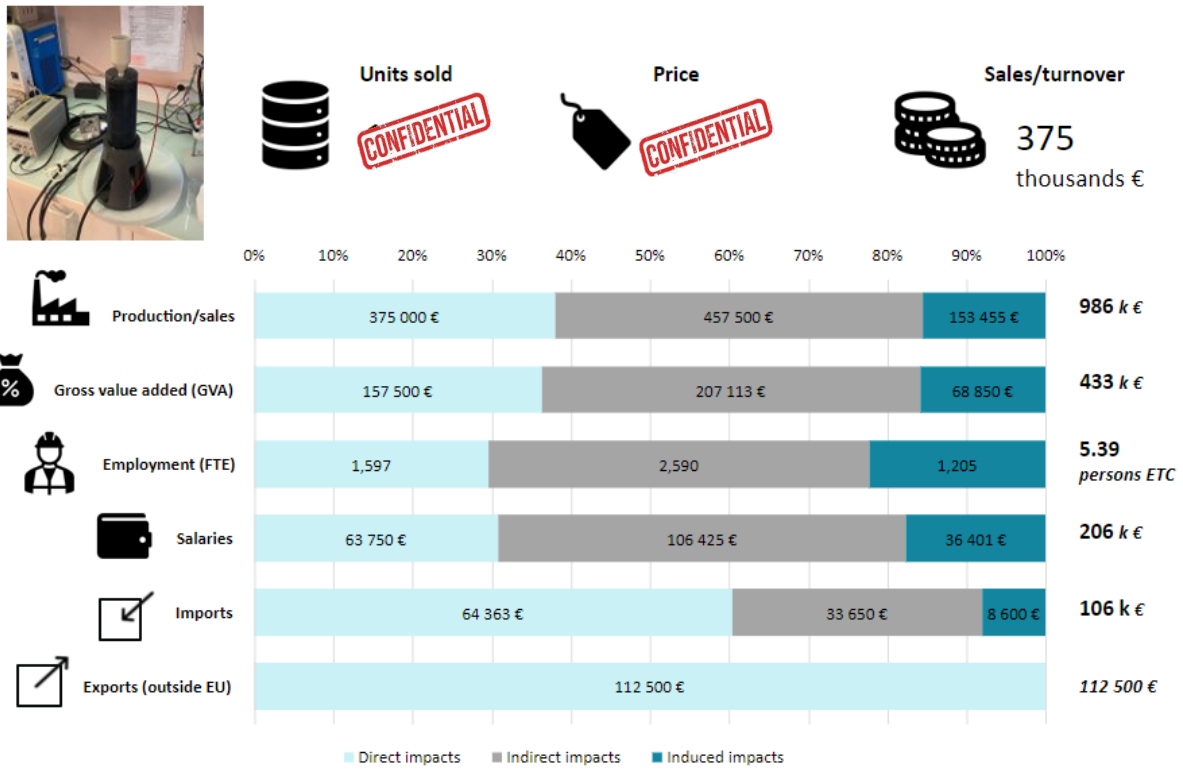 Units sold
CONFIDENTIAL
Price
CONFIDENTIAL
Sales/turnover
375
thousands €
0% 10% 20% 30% 40% 50% 60% 70% 80% 90% 100%
Production/sales 375 000 € 457 500 € 153 455 € 986 k €
% Gross value added (GVA) 157 500 € 207 113 € 68 850 € 433 k €
Employment (FTE) 1,597 2,590 1,205 5.39
persons ETC
Salaries 63 750 € 106 425 € 36 401 € 206 k €
Imports 64 363 € 33 650 € 8 600 € 106 k €
Exports (outside EU) 112 500 € 112 500 €
Direct impacts Indirect impacts Induced impacts